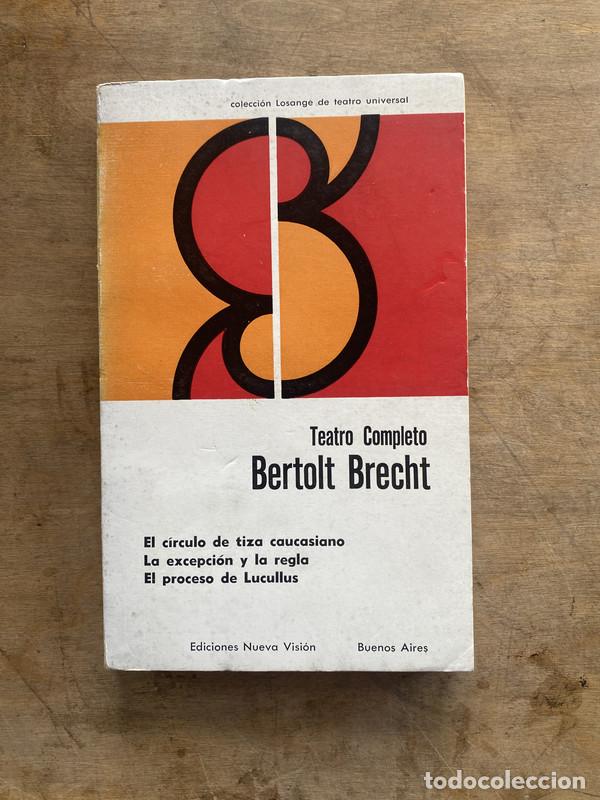 colección Losange de teatro universal
Teatro Completo
Bertolt Brecht
El círculo de tiza caucasiano
La excepción y la regla
El proceso de Lucullus
Ediciones Nueva Visión Buenos Aires
todocoleccion